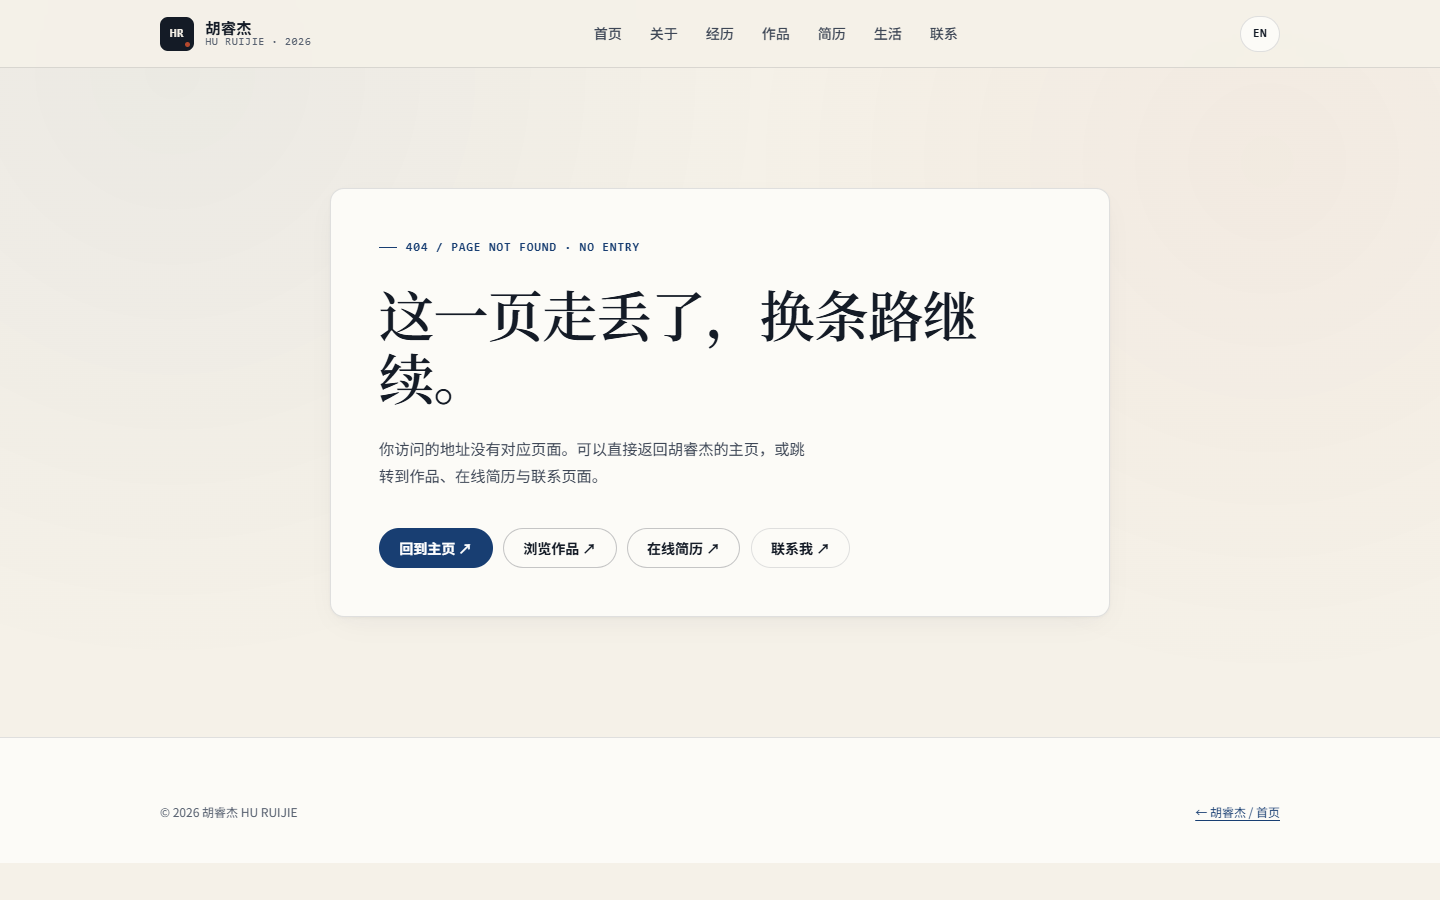 HR
胡睿杰
HU RUIJIE · 2026
首页 关于 经历 作品 简历 生活 联系
EN
404 / PAGE NOT FOUND · NO ENTRY
这一页走丢了，换条路继
续。
你访问的地址没有对应页面。可以直接返回胡睿杰的主页，或跳
转到作品、在线简历与联系页面。
回到主页 ↗ 浏览作品 ↗ 在线简历 ↗ 联系我 ↗
© 2026 胡睿杰 HU RUIJIE
← 胡睿杰 / 首页